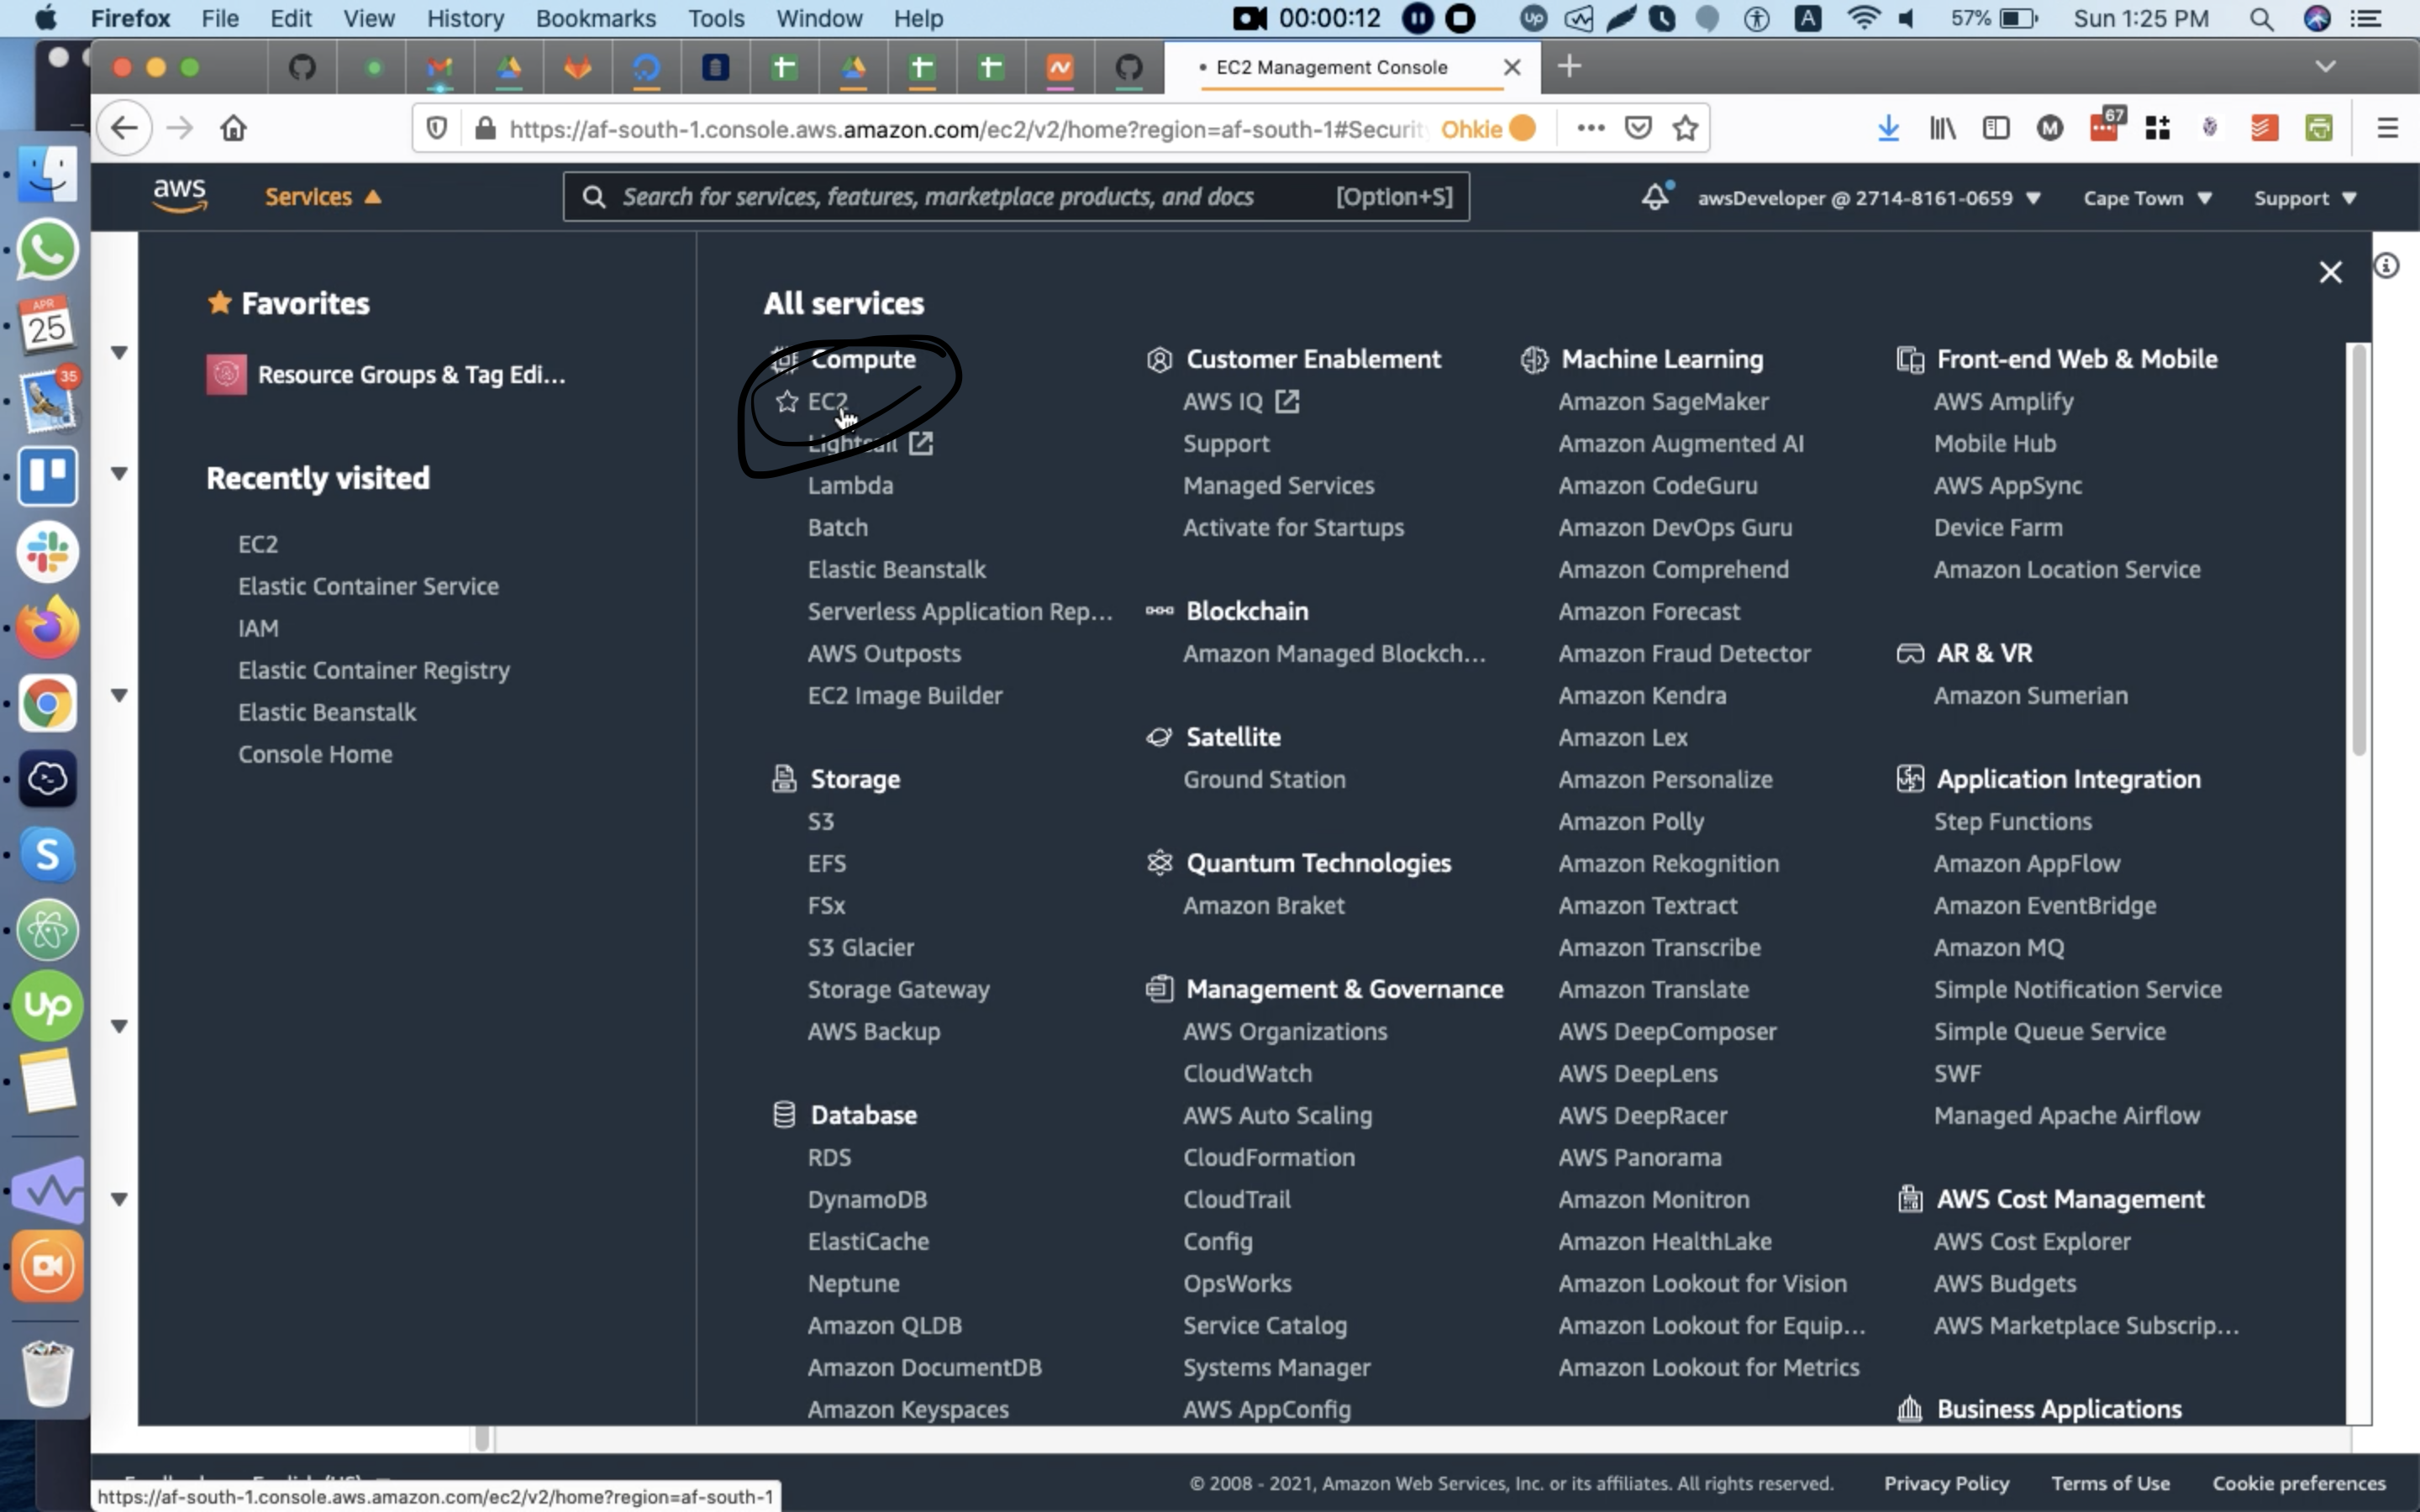 Firefox File Edit View History Bookmarks Tools Window Help 00:00:12 Up A 57% Sun 1:25 PM
• EC2 Management Console
https://af-south-1.console.aws.amazon.com/ec2/v2/home?region=af-south-1#Securit Ohkie M 67
aws Services Search for services, features, marketplace products, and docs [Option+S] awsDeveloper @ 2714-8161-0659 Cape Town Support
APR
25
35
S
Up
Favorites
Resource Groups & Tag Edi...
Recently visited
EC2
Elastic Container Service
IAM
Elastic Container Registry
Elastic Beanstalk
Console Home
All services
Compute
EC2
Lightsail
Lambda
Batch
Elastic Beanstalk
Serverless Application Rep...
AWS Outposts
EC2 Image Builder
Storage
S3
EFS
FSx
S3 Glacier
Storage Gateway
AWS Backup
Database
RDS
DynamoDB
ElastiCache
Neptune
Amazon QLDB
Amazon DocumentDB
Amazon Keyspaces
Customer Enablement
AWS IQ
Support
Managed Services
Activate for Startups
Blockchain
Amazon Managed Blockch...
Satellite
Ground Station
Quantum Technologies
Amazon Braket
Management & Governance
AWS Organizations
CloudWatch
AWS Auto Scaling
CloudFormation
CloudTrail
Config
OpsWorks
Service Catalog
Systems Manager
AWS AppConfig
Machine Learning
Amazon SageMaker
Amazon Augmented AI
Amazon CodeGuru
Amazon DevOps Guru
Amazon Comprehend
Amazon Forecast
Amazon Fraud Detector
Amazon Kendra
Amazon Lex
Amazon Personalize
Amazon Polly
Amazon Rekognition
Amazon Textract
Amazon Transcribe
Amazon Translate
AWS DeepComposer
AWS DeepLens
AWS DeepRacer
AWS Panorama
Amazon Monitron
Amazon HealthLake
Amazon Lookout for Vision
Amazon Lookout for Equip...
Amazon Lookout for Metrics
Front-end Web & Mobile
AWS Amplify
Mobile Hub
AWS AppSync
Device Farm
Amazon Location Service
AR & VR
Amazon Sumerian
Application Integration
Step Functions
Amazon AppFlow
Amazon EventBridge
Amazon MQ
Simple Notification Service
Simple Queue Service
SWF
Managed Apache Airflow
AWS Cost Management
AWS Cost Explorer
AWS Budgets
AWS Marketplace Subscrip...
Business Applications
© 2008 - 2021, Amazon Web Services, Inc. or its affiliates. All rights reserved. Privacy Policy Terms of Use Cookie preferences
https://af-south-1.console.aws.amazon.com/ec2/v2/home?region=af-south-1